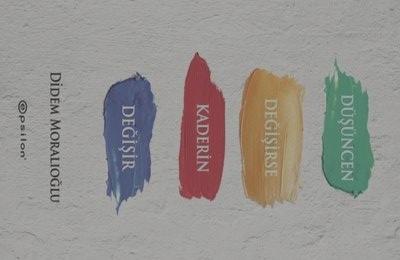 DÜŞÜNCEN
DEĞİŞİRSE
KADERİN
DEĞİŞİR
DİDEM MORALIOĞLU
epsilon®